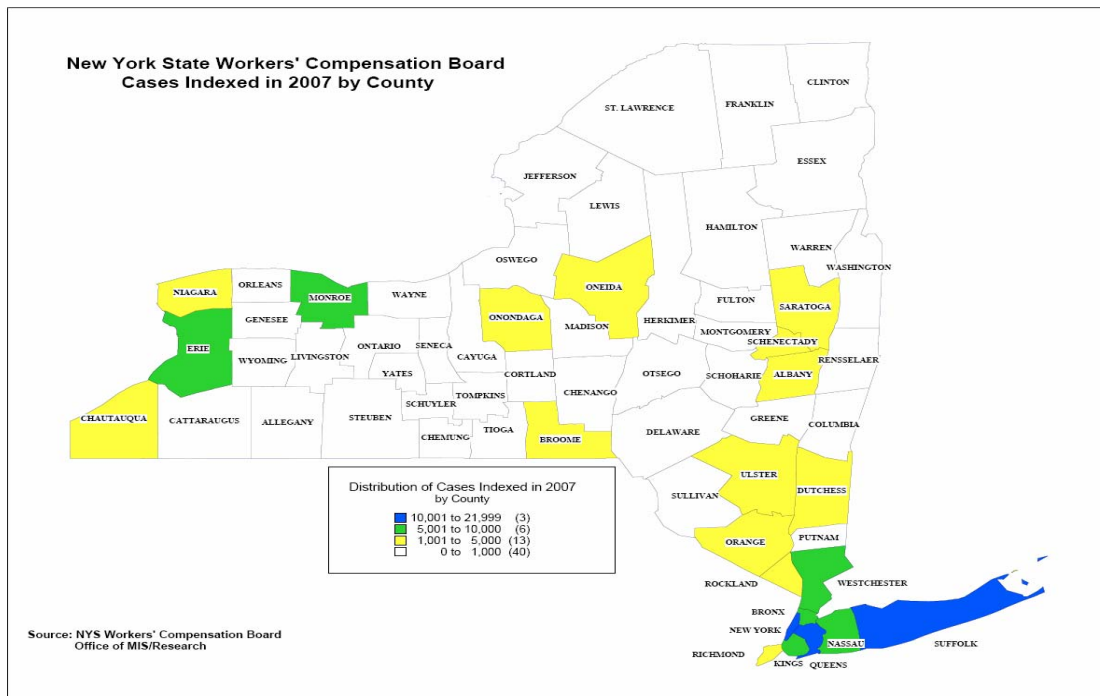 New York State Workers' Compensation Board
Cases Indexed in 2007 by County
CLINTON
FRANKLIN
ST. LAWRENCE
ESSEX
JEFFERSON
LEWIS
HAMILTON
WARREN
WASHINGTON
OSWEGO
ONEIDA
HERKIMER
FULTON
SARATOGA
NIAGARA
ORLEANS
MONROE
WAYNE
ONONDAGA
MADISON
MONTGOMERY
SCHENECTADY
GENESEE
ERIE
WYOMING
LIVINGSTON
ONTARIO
SENECA
CAYUGA
YATES
CORTLAND
OTSEGO
SCHOHARIE
ALBANY
RENSSELAER
CHENANGO
CHAUTAUQUA
CATTARAUGUS
ALLEGANY
STEUBEN
SCHUYLER
TOMPKINS
CHEMUNG
TIOGA
BROOME
DELAWARE
GREENE
COLUMBIA
ULSTER
DUTCHESS
SULLIVAN
ORANGE
PUTNAM
ROCKLAND
WESTCHESTER
BRONX
NEW YORK
NASSAU
SUFFOLK
RICHMOND
KINGS
QUEENS
Distribution of Cases Indexed in 2007
by County
10,001 to 21,999 (3)
5,001 to 10,000 (6)
1,001 to 5,000 (13)
0 to 1,000 (40)
Source: NYS Workers' Compensation Board
Office of MIS/Research